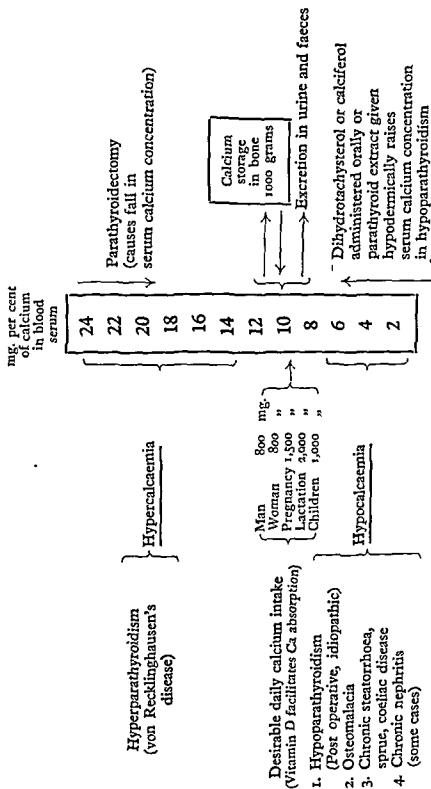 mg. per cent
of calcium
in blood
serum
24
22
20
18
16
14
12
10
8
6
4
2
Hyperparathyroidism
(von Recklinghausen's
disease)
Hypercalcaemia
Parathyroidectomy
(causes fall in
serum calcium concentration)
Desirable daily calcium intake
(Vitamin D facilitates Ca absorption)
Man 800 mg.
Woman 800 „
Pregnancy 1,500 „
Lactation 2,000 „
Children 1,000 „
Calcium
storage
in bone
1000 grams
Excretion in urine and faeces
1. Hypoparathyroidism
(Post operative, idiopathic)
2. Osteomalacia
3. Chronic steatorrhoea,
sprue, coeliac disease
4. Chronic nephritis
(some cases)
Hypocalcaemia
Dihydrotachysterol or calciferol
administered orally or
parathyroid extract given
hypodermically raises
serum calcium concentration
in hypoparathyroidism